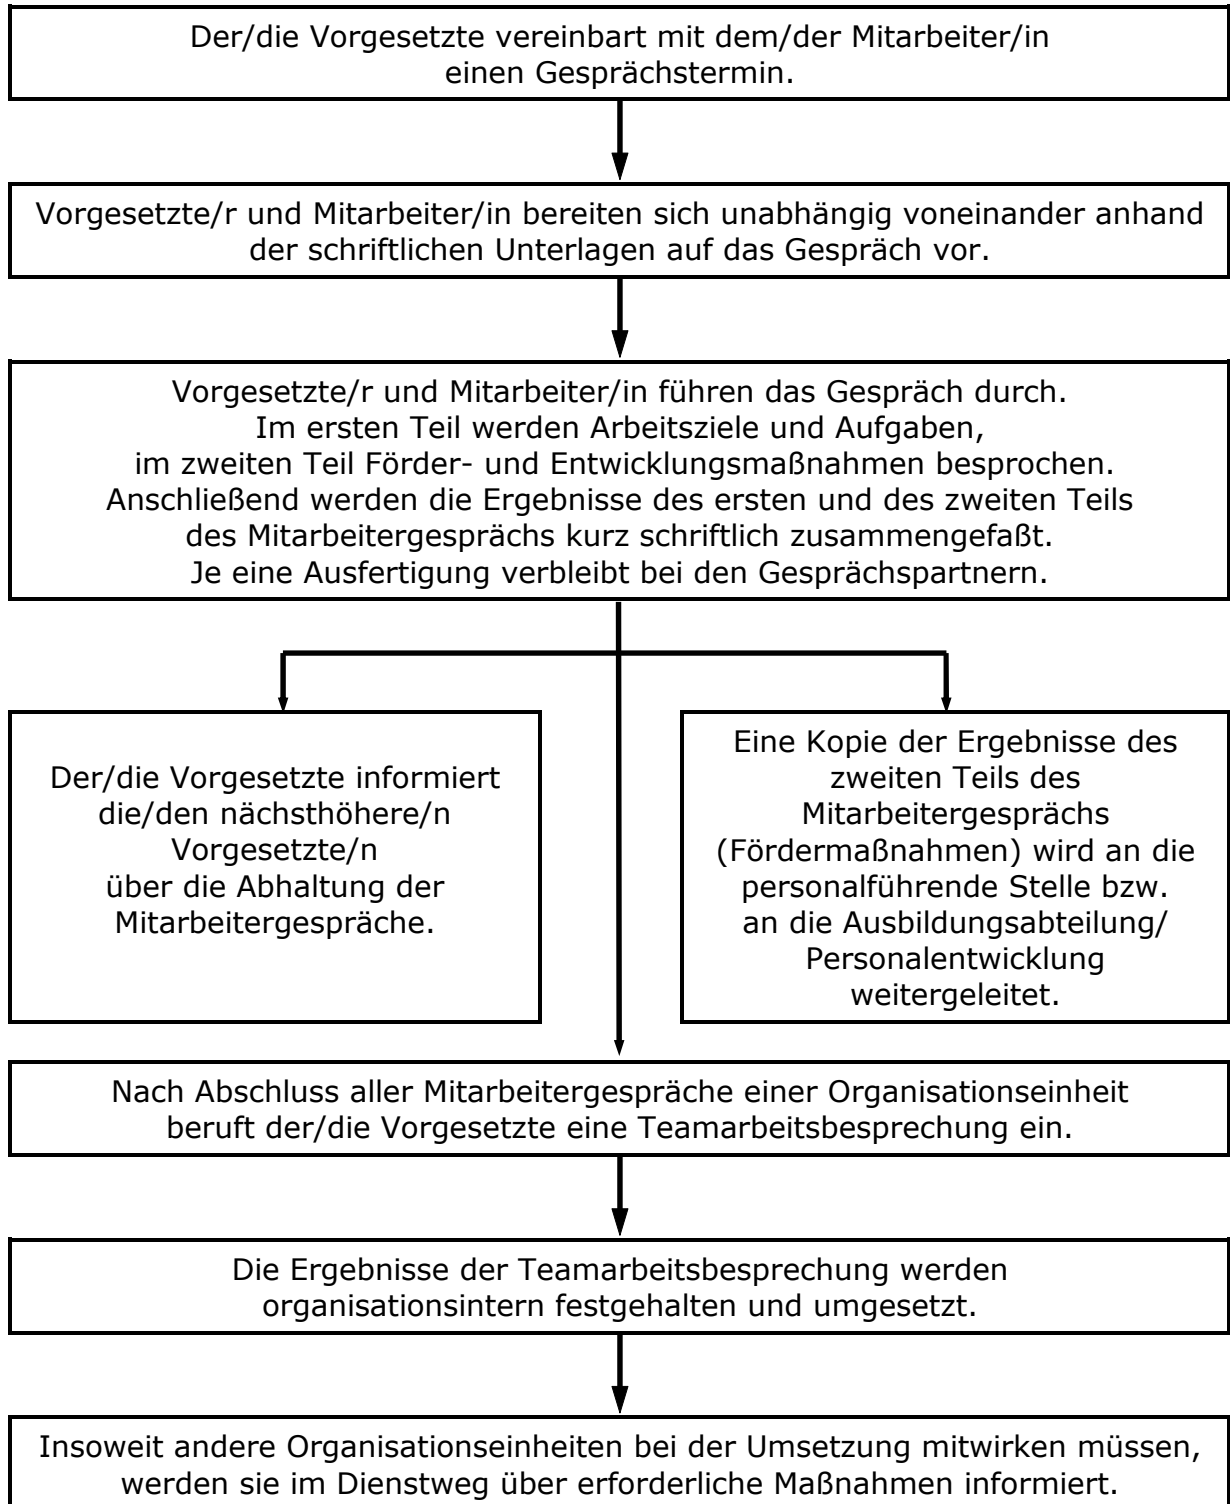 Der/die Vorgesetzte vereinbart mit dem/der Mitarbeiter/in
einen Gesprächstermin.
Vorgesetzte/r und Mitarbeiter/in bereiten sich unabhängig voneinander anhand
der schriftlichen Unterlagen auf das Gespräch vor.
Vorgesetzte/r und Mitarbeiter/in führen das Gespräch durch.
Im ersten Teil werden Arbeitsziele und Aufgaben,
im zweiten Teil Förder- und Entwicklungsmaßnahmen besprochen.
Anschließend werden die Ergebnisse des ersten und des zweiten Teils
des Mitarbeitergesprächs kurz schriftlich zusammengefaßt.
Je eine Ausfertigung verbleibt bei den Gesprächspartnern.
Der/die Vorgesetzte informiert
die/den nächsthöhere/n
Vorgesetzte/n
über die Abhaltung der
Mitarbeitergespräche.
Eine Kopie der Ergebnisse des
zweiten Teils des
Mitarbeitergesprächs
(Fördermaßnahmen) wird an die
personalführende Stelle bzw.
an die Ausbildungsabteilung/
Personalentwicklung
weitergeleitet.
Nach Abschluss aller Mitarbeitergespräche einer Organisationseinheit
beruft der/die Vorgesetzte eine Teamarbeitsbesprechung ein.
Die Ergebnisse der Teamarbeitsbesprechung werden
organisationsintern festgehalten und umgesetzt.
Insoweit andere Organisationseinheiten bei der Umsetzung mitwirken müssen,
werden sie im Dienstweg über erforderliche Maßnahmen informiert.